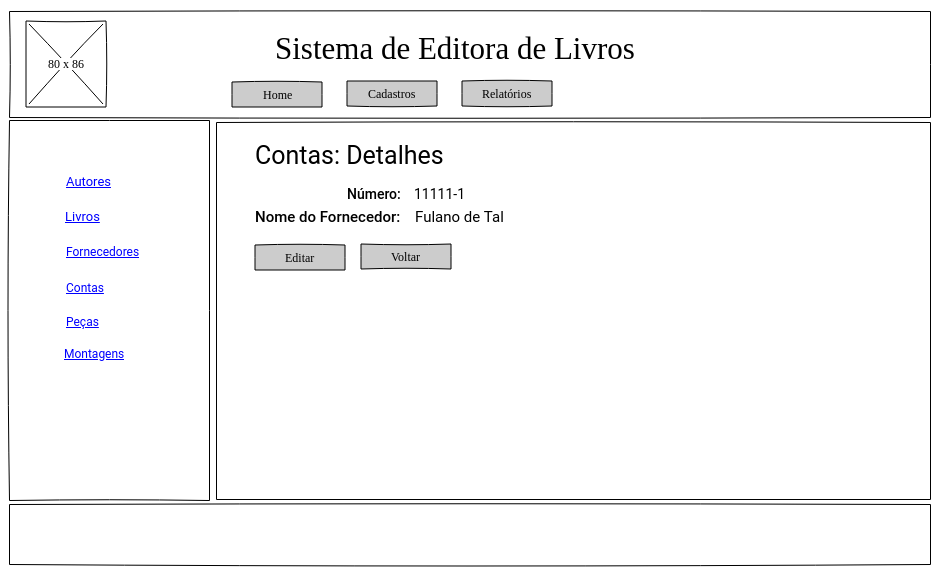 80 x 86
Sistema de Editora de Livros
Home
Cadastros
Relatórios
Autores
Livros
Fornecedores
Contas
Peças
Montagens
Contas: Detalhes
Número: 11111-1
Nome do Fornecedor: Fulano de Tal
Editar
Voltar